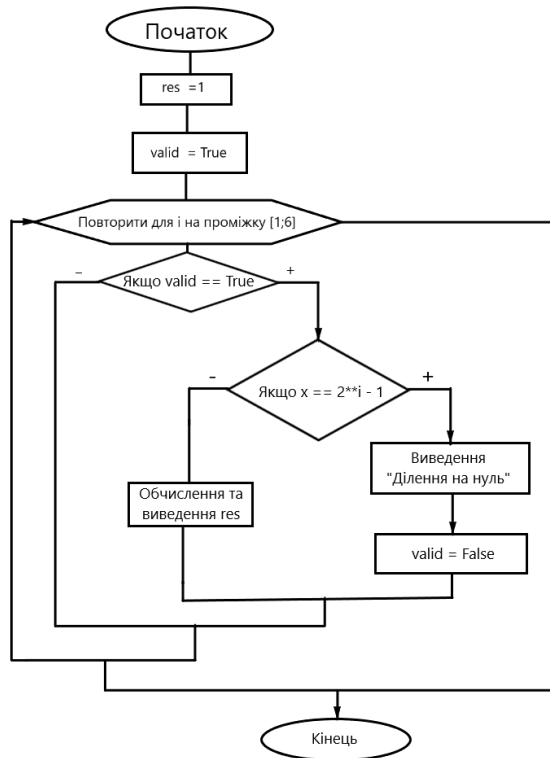 Початок
res =1
valid = True
Повторити для i на проміжку [1;6]
–
Якщо valid == True
+
-
Якщо x == 2**i - 1
+
Виведення
"Ділення на нуль"
Обчислення та
виведення res
valid = False
Кінець